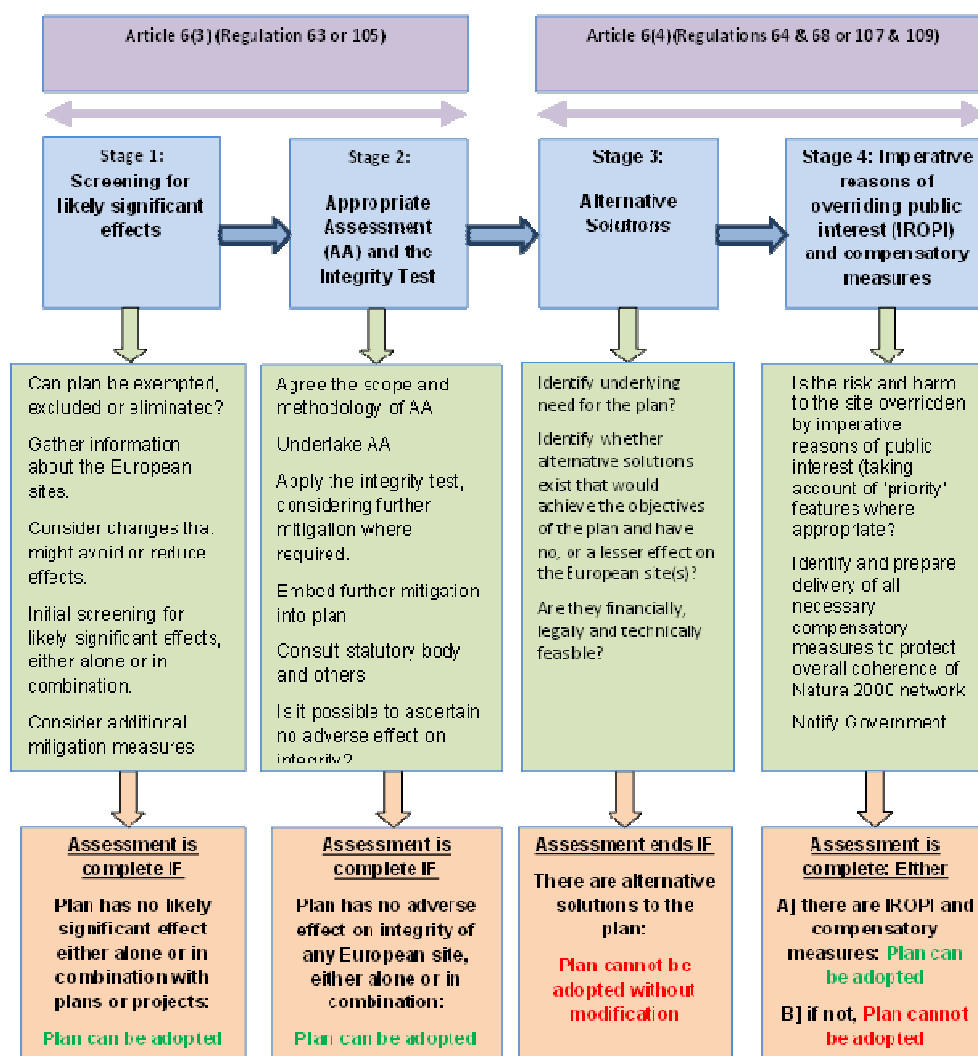 Article 6(3) (Regulation 63 or 105)
Article 6(4)(Regulations 64 & 68 or 107 & 109)
Stage 1:
Screening for
likely significant
effects
Stage 2:
Appropriate
Assessment
(AA) and the
Integrity Test
Stage 3:
Alternative
Solutions
Stage 4: Imperative
reasons of
overriding public
interest (IROPI)
and compensatory
measures
Can plan be exempted,
excluded or eliminated?
Gather information
about the European
sites.
Consider changes that
might avoid or reduce
effects.
Initial screening for
likely significant effects,
either alone or in
combination.
Consider additional
mitigation measures
Agree the scope and
methodology of AA
Undertake AA
Apply the integrity test,
considering further
mitigation where
required.
Embed further mitigation
into plan
Consult statutory body
and others
Is it possible to ascertain
no adverse effect on
integrity?
Identify underlying
need for the plan?
Identify whether
alternative solutions
exist that would
achieve the objectives
of the plan and have
no, or a lesser effect on
the European site(s)?
Are they financially,
legally and technically
feasible?
Is the risk and harm
to the site overridden
by imperative
reasons of public
interest (taking
account of 'priority'
features where
appropriate?
Identify and prepare
delivery of all
necessary
compensatory
measures to protect
overall coherence of
Natura 2000 network
Notify Government
Assessment is
complete IF
Plan has no likely
significant effect
either alone or in
combination with
plans or projects:
Plan can be adopted
Assessment is
complete IF
Plan has no adverse
effect on integrity of
any European site,
either alone or in
combination:
Plan can be adopted
Assessment ends IF
There are alternative
solutions to the
plan:
Plan cannot be
adopted without
modification
Assessment is
complete: Either
A] there are IROPI and
compensatory
measures: Plan can
be adopted
B] if not, Plan cannot
be adopted